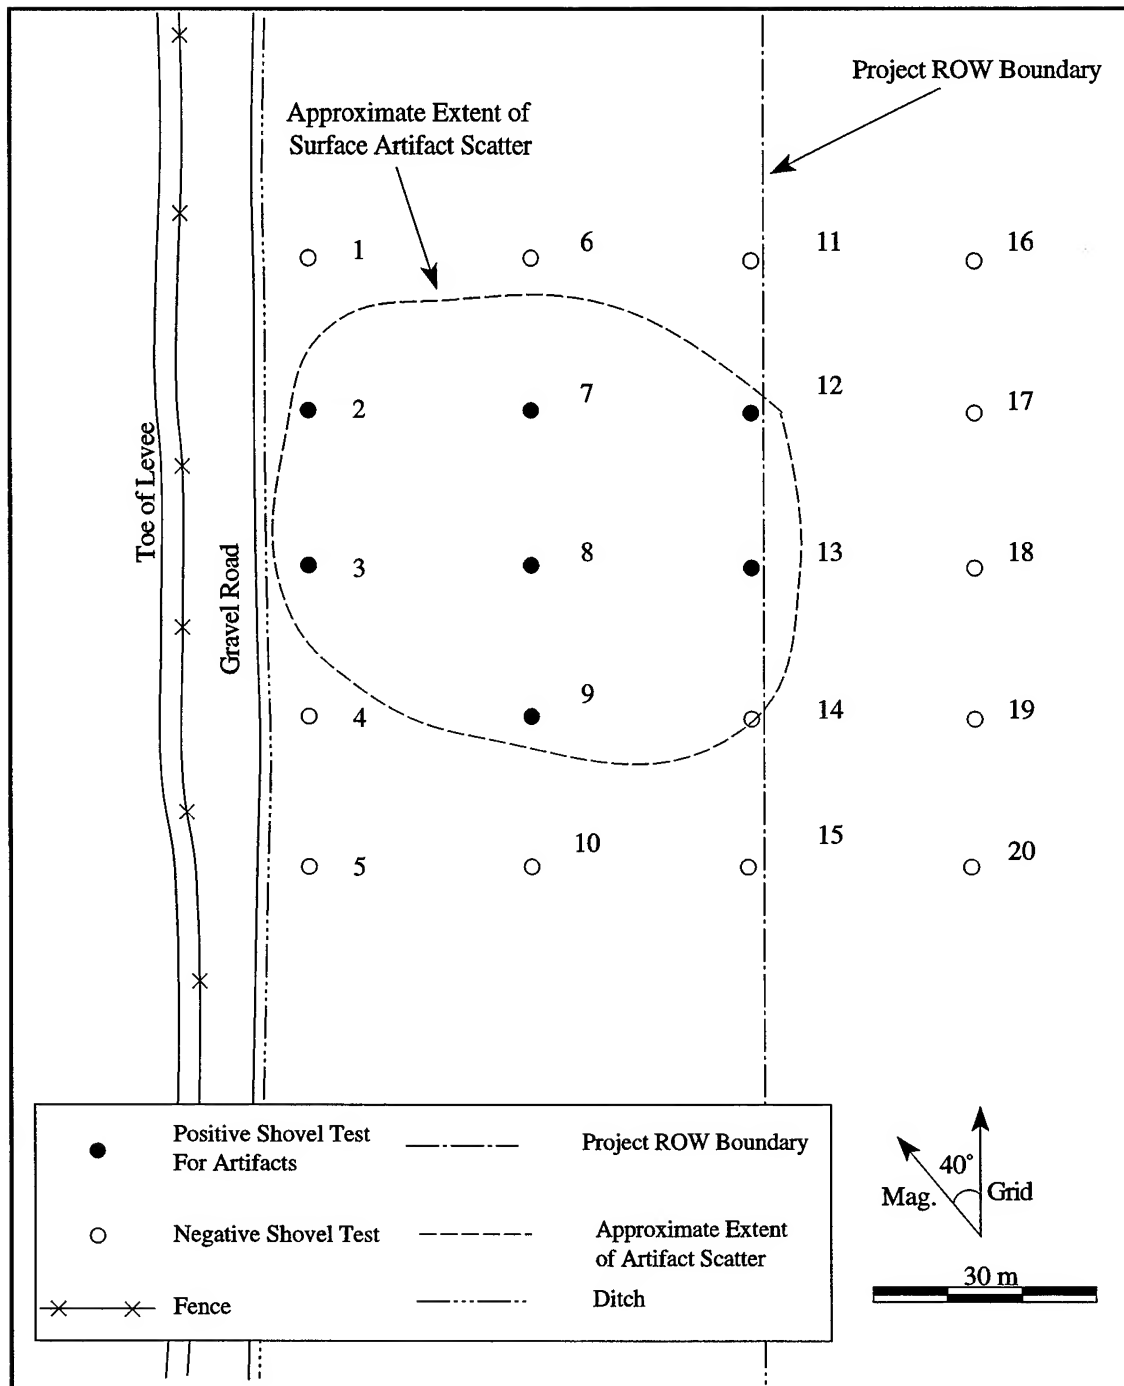 Project ROW Boundary
Approximate Extent of
Surface Artifact Scatter
1
6
11
16
2
7
12
17
3
8
13
18
4
9
14
19
5
10
15
20
Toe of Levee
Gravel Road
Positive Shovel Test
For Artifacts
Project ROW Boundary
Negative Shovel Test
Approximate Extent
of Artifact Scatter
Fence
Ditch
40°
Mag.
Grid
30 m